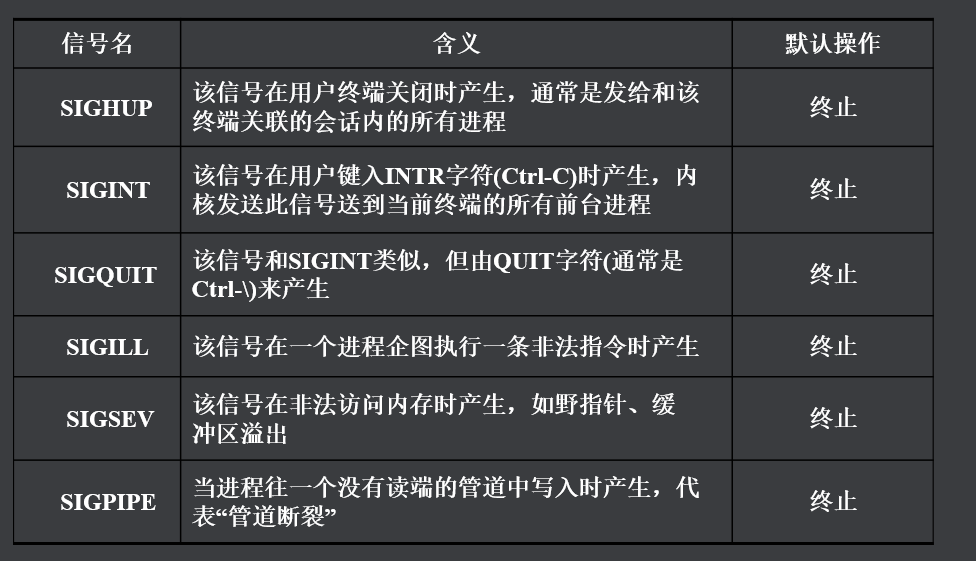 信号名 含义 默认操作
SIGHUP 该信号在用户终端关闭时产生，通常是发给和该 终止
终端关联的会话内的所有进程
SIGINT 该信号在用户键入INTR字符(Ctrl-C)时产生，内 终止
核发送此信号送到当前终端的所有前台进程
SIGQUIT 该信号和SIGINT类似，但由QUIT字符(通常是 终止
Ctrl-\)来产生
SIGILL 该信号在一个进程企图执行一条非法指令时产生 终止
SIGSEV 该信号在非法访问内存时产生，如野指针、缓 终止
冲区溢出
SIGPIPE 当进程往一个没有读端的管道中写入时产生，代 终止
表“管道断裂”